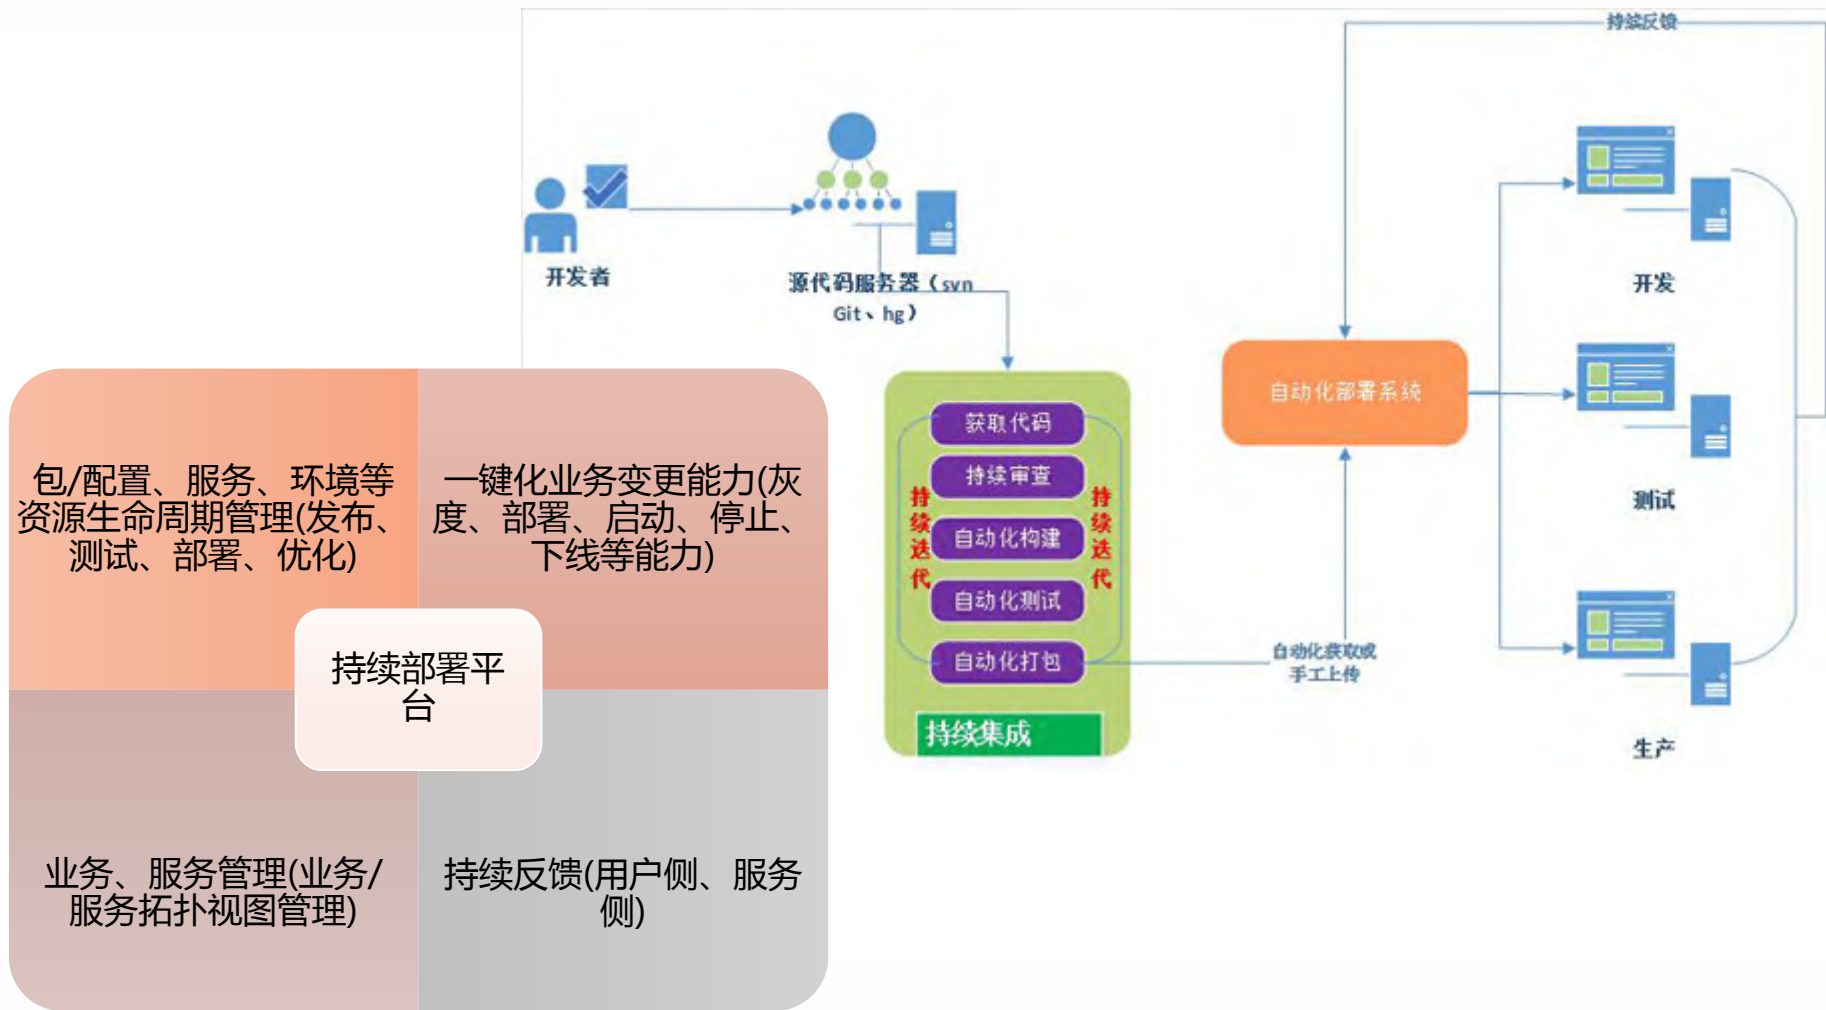 持续反馈
开发者
源代码服务器（svn
Git、hg）
获取代码
持续审查
自动化构建
自动化测试
自动化打包
持续迭代
持续迭代
持续集成
自动化获取或
手工上传
自动化部署系统
开发
测试
生产
包/配置、服务、环境等
资源生命周期管理(发布、
测试、部署、优化)
一键化业务变更能力(灰
度、部署、启动、停止、
下线等能力)
持续部署平
台
业务、服务管理(业务/
服务拓扑视图管理)
持续反馈(用户侧、服务
侧)